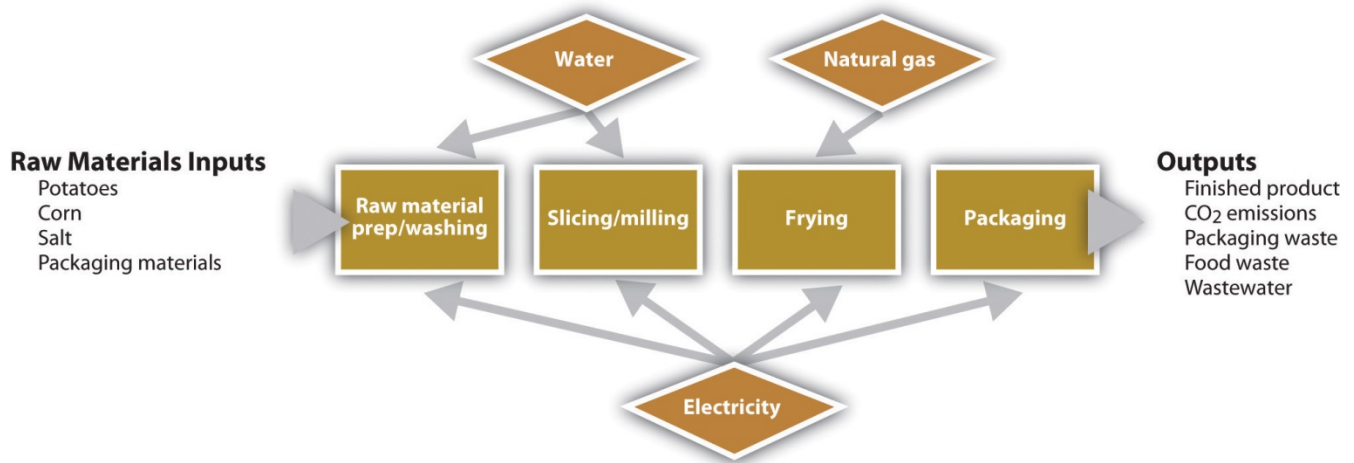 Water
Natural gas
Raw Materials Inputs
Potatoes
Corn
Salt
Packaging materials
Raw material
prep/washing
Slicing/milling
Frying
Packaging
Outputs
Finished product
CO₂ emissions
Packaging waste
Food waste
Wastewater
Electricity